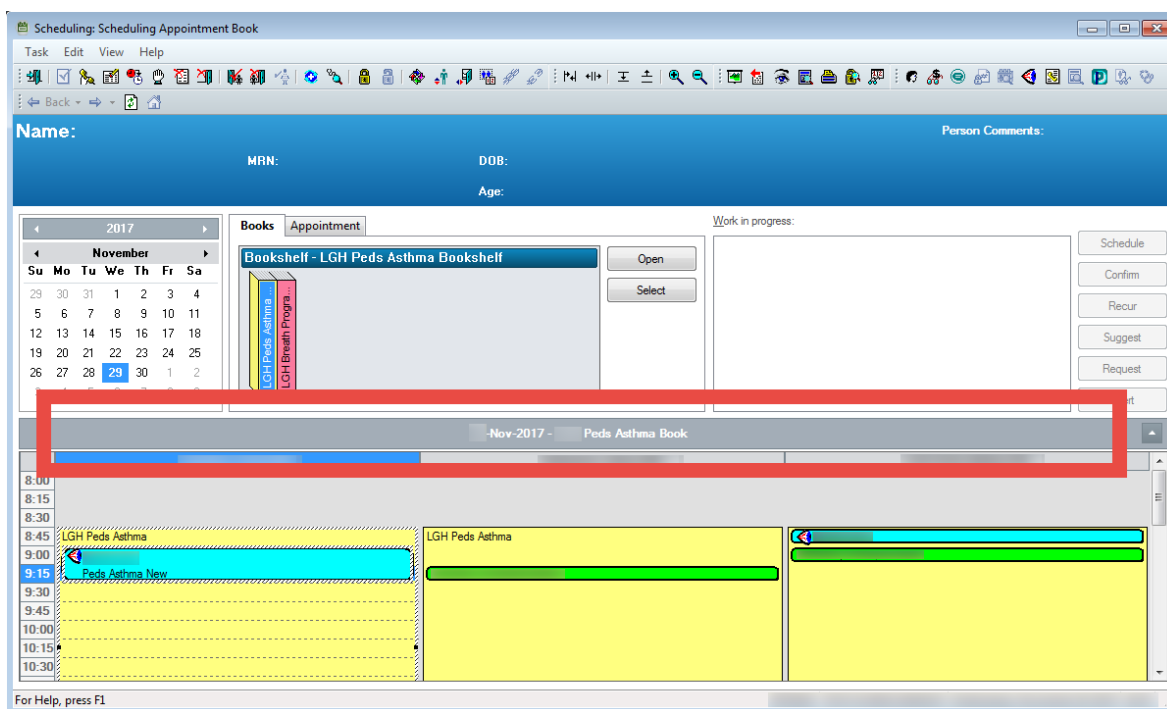 Scheduling: Scheduling Appointment Book
Task Edit View Help
Back
Name:
Person Comments:
MRN:
DOB:
Age:
2017
November
Su Mo Tu We Th Fr Sa
29 30 31 1 2 3 4
5 6 7 8 9 10 11
12 13 14 15 16 17 18
19 20 21 22 23 24 25
26 27 28 29 30 1 2
Books Appointment
Bookshelf - LGH Peds Asthma Bookshelf
LGH Peds Asthma ...
LGH Breath Progra...
Open
Select
Work in progress:
Schedule
Confirm
Recur
Suggest
Request
-Nov-2017 - Peds Asthma Book
8:00
8:15
8:30
8:45 LGH Peds Asthma LGH Peds Asthma
9:00
9:15 Peds Asthma New
9:30
9:45
10:00
10:15
10:30
For Help, press F1